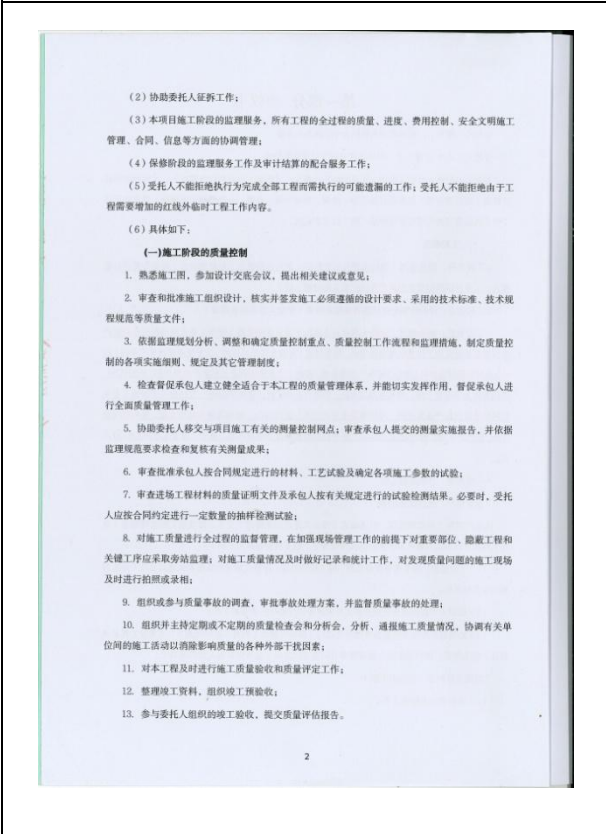 （2）协助委托人征拆工作；
（3）本项目施工阶段的监理服务，所有工程的全过程的质量、进度、费用控制、安全文明施工
管理、合同、信息等方面的协调管理；
（4）保修阶段的监理服务工作及审计结算的配合服务工作；
（5）受托人不能拒绝执行为完成全部工程而需执行的可能遗漏的工作；受托人不能拒绝由于工
程需要增加的红线外临时工程工作内容。
（6）具体如下：
(一)施工阶段的质量控制
1. 熟悉施工图，参加设计交底会议，提出相关建议或意见；
2. 审查和批准施工组织设计，核实并签发施工必须遵循的设计要求、采用的技术标准、技术规
程规范等质量文件；
3. 依据监理规划分析、调整和确定质量控制重点、质量控制工作流程和监理措施，制定质量控
制的各项实施细则、规定及其它管理制度；
4. 检查督促承包人建立健全适合于本工程的质量管理体系，并能切实发挥作用，督促承包人进
行全面质量管理工作；
5. 协助委托人移交与项目施工有关的测量控制网点；审查承包人提交的测量实施报告，并依据
监理规范要求检查和复核有关测量成果；
6. 审查批准承包人按合同规定进行的材料、工艺试验及确定各项施工参数的试验；
7. 审查进场工程材料的质量证明文件及承包人按有关规定进行的试验检测结果。必要时，受托
人应按合同约定进行一定数量的抽样检测试验；
8. 对施工质量进行全过程的监督管理，在加强现场管理工作的前提下对重要部位、隐蔽工程和
关键工序应采取旁站监理；对施工质量情况及时做好记录和统计工作，对发现质量问题的施工现场
及时进行拍照或录相；
9. 组织或参与质量事故的调查，审批事故处理方案，并监督质量事故的处理；
10. 组织并主持定期或不定期的质量检查会和分析会，分析、通报施工质量情况，协调有关单
位间的施工活动以消除影响质量的各种外部干扰因素；
11. 对本工程及时进行施工质量验收和质量评定工作；
12. 整理竣工资料，组织竣工预验收；
13. 参与委托人组织的竣工验收，提交质量评估报告。
2